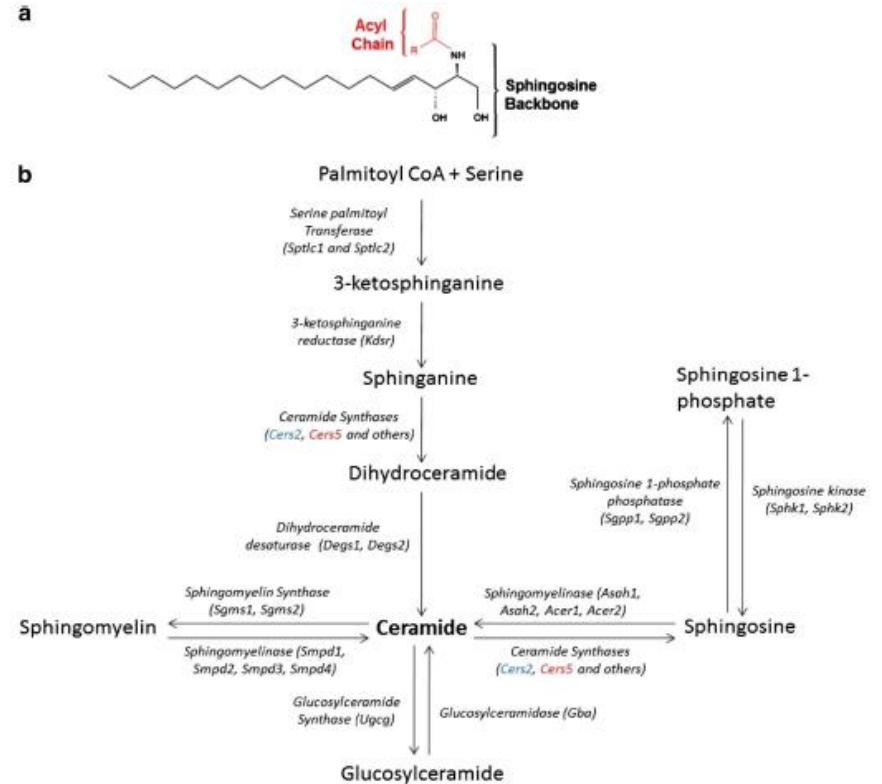 a
Acyl
Chain
O
R
NH
OH
OH
Sphingosine
Backbone
b
Palmitoyl CoA + Serine
Serine palmitoyl
Transferase
(Sptlc1 and Sptlc2)
3-ketosphinganine
3-ketosphinganine
reductase (Kdsr)
Sphinganine
Ceramide Synthases
(Cers2, Cers5 and others)
Dihydroceramide
Dihydroceramide
desaturase (Degs1, Degs2)
Sphingosine 1-
phosphate
Sphingosine 1-phosphate
phosphatase
(Sgpp1, Sgpp2)
Sphingosine kinase
(Sphk1, Sphk2)
Sphingomyelin Synthase
(Sgms1, Sgms2)
Sphingomyelinase (Asah1,
Asah2, Acer1, Acer2)
Sphingomyelin
Ceramide
Sphingosine
Sphingomyelinase (Smpd1,
Smpd2, Smpd3, Smpd4)
Ceramide Synthases
(Cers2, Cers5 and others)
Glucosylceramide
Synthase (Ugcg)
Glucosylceramidase (Gba)
Glucosylceramide